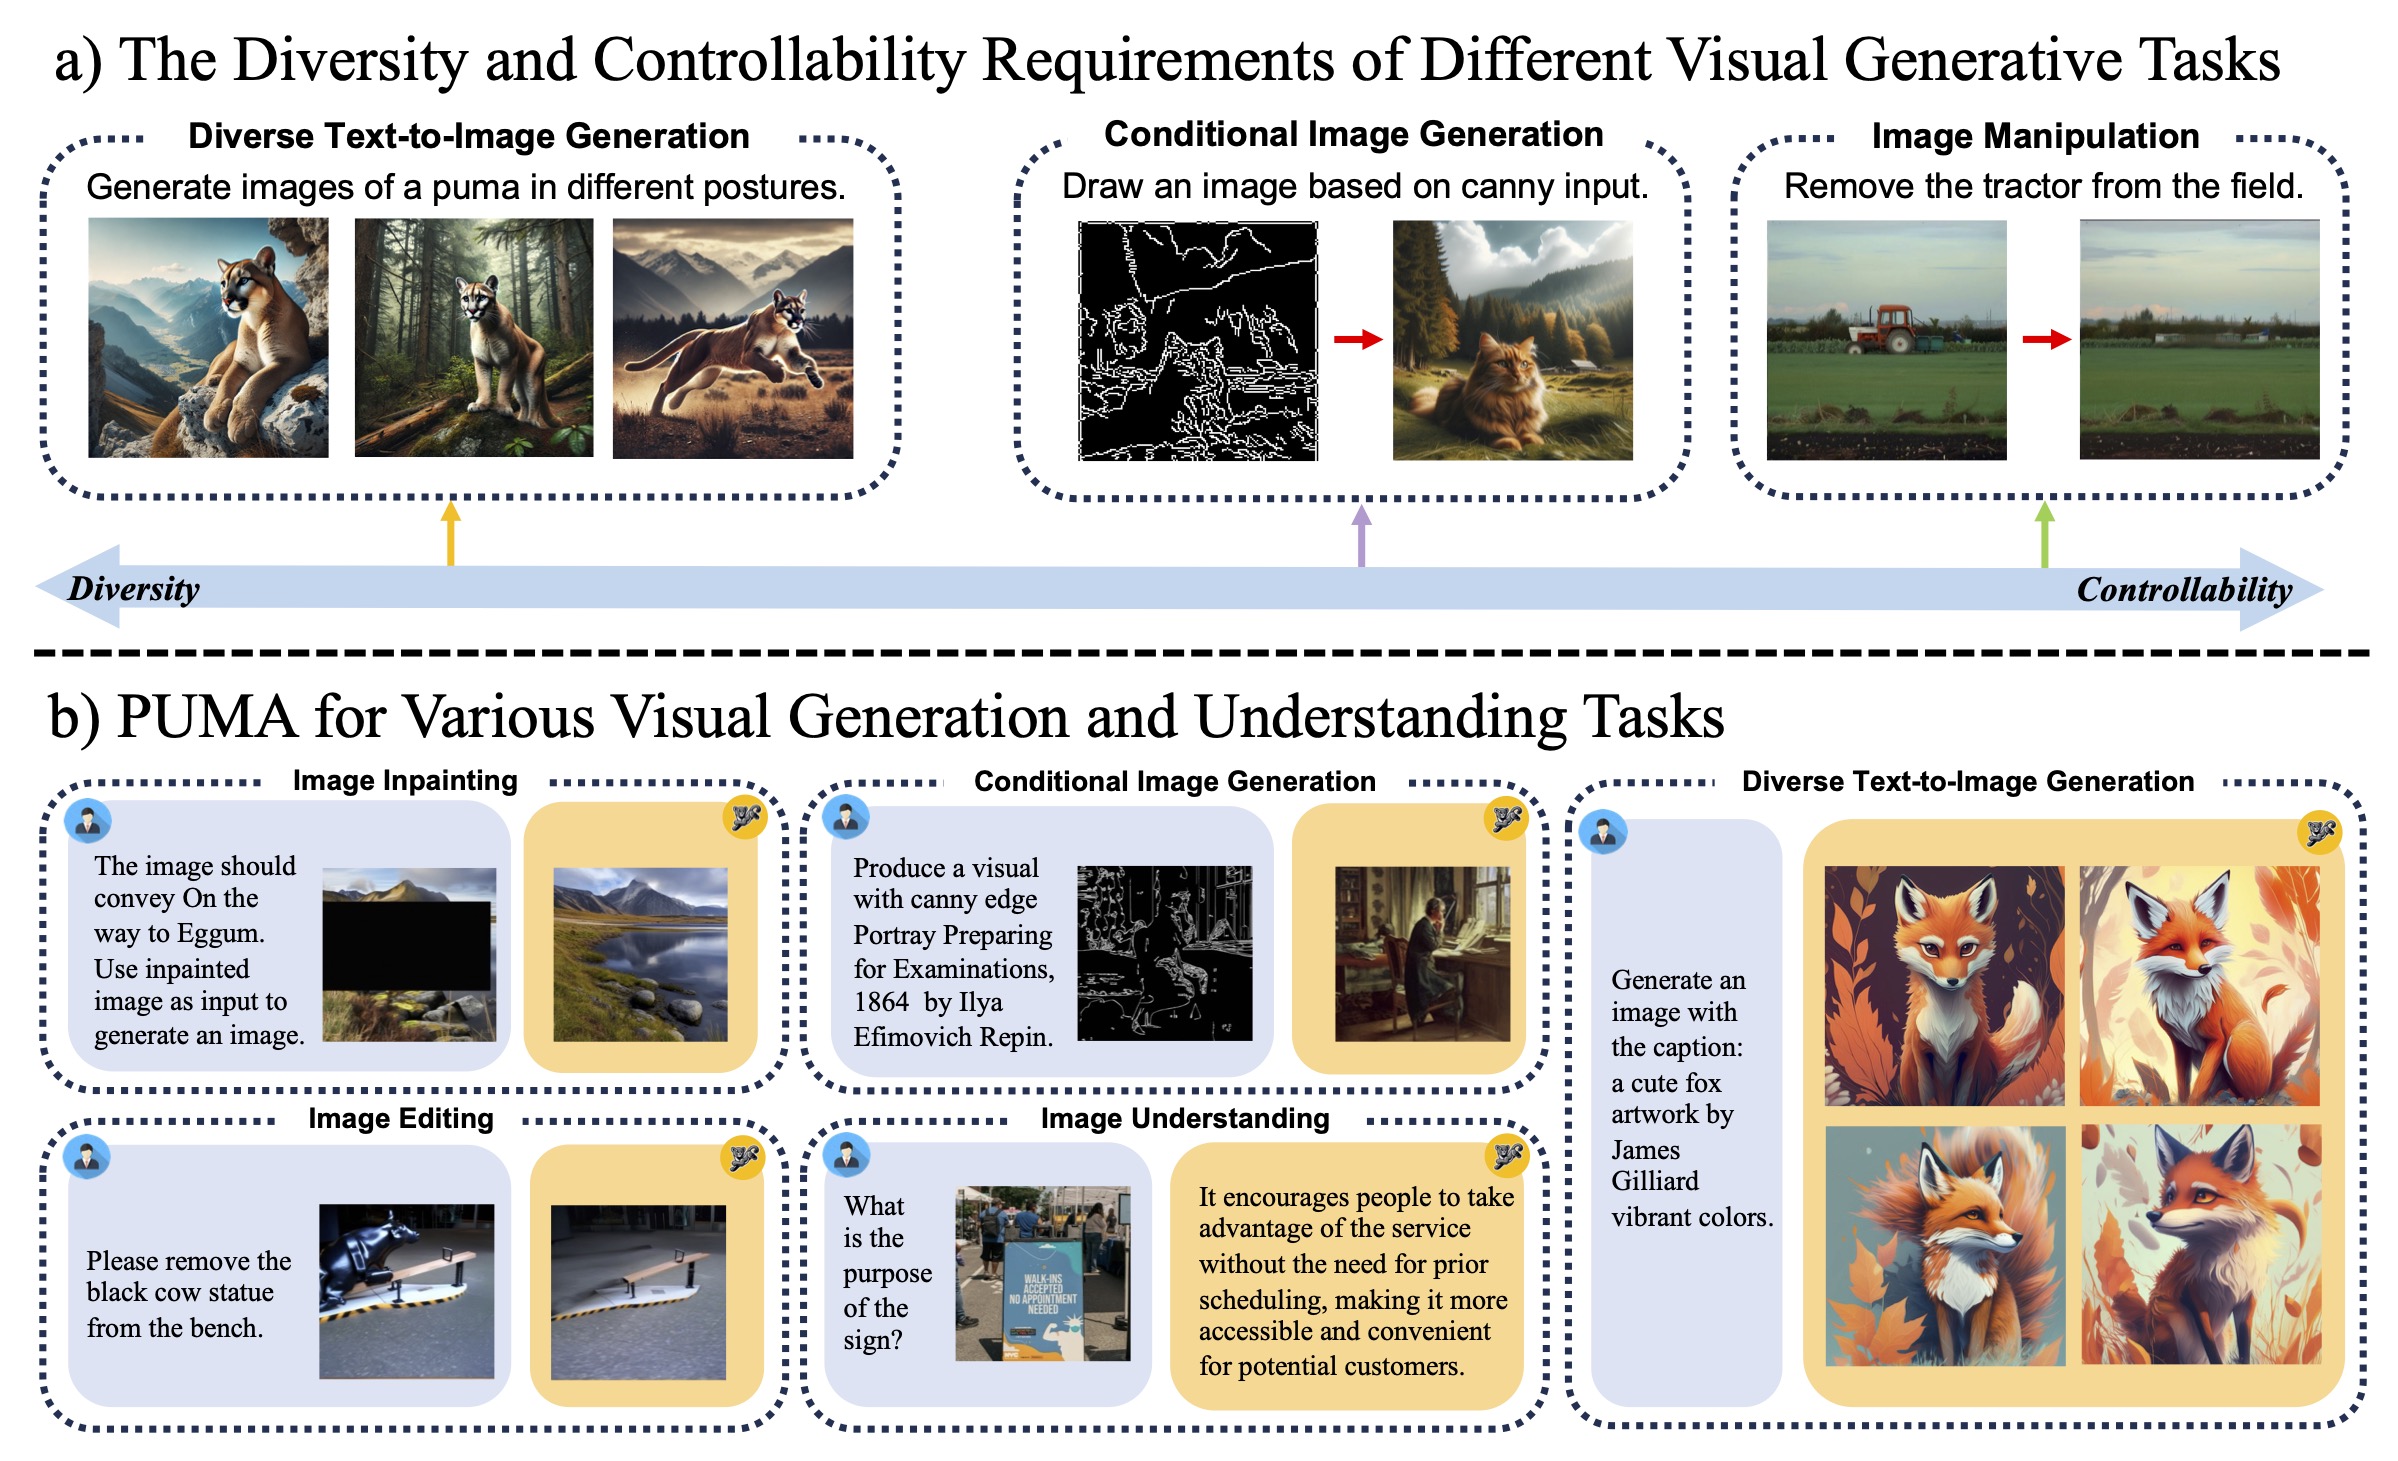 a) The Diversity and Controllability Requirements of Different Visual Generative Tasks
Diverse Text-to-Image Generation
Generate images of a puma in different postures.
Conditional Image Generation
Draw an image based on canny input.
Image Manipulation
Remove the tractor from the field.
Diversity
Controllability
b) PUMA for Various Visual Generation and Understanding Tasks
Image Inpainting
The image should
convey On the
way to Eggum.
Use inpainted
image as input to
generate an image.
Conditional Image Generation
Produce a visual
with canny edge
Portray Preparing
for Examinations,
1864 by Ilya
Efimovich Repin.
Diverse Text-to-Image Generation
Generate an
image with
the caption:
a cute fox
artwork by
James
Gilliard
vibrant colors.
Image Editing
Please remove the
black cow statue
from the bench.
Image Understanding
What
is the
purpose
of the
sign?
WALK-INS
ACCEPTED
NO APPOINTMENT
NEEDED
It encourages people to take
advantage of the service
without the need for prior
scheduling, making it more
accessible and convenient
for potential customers.